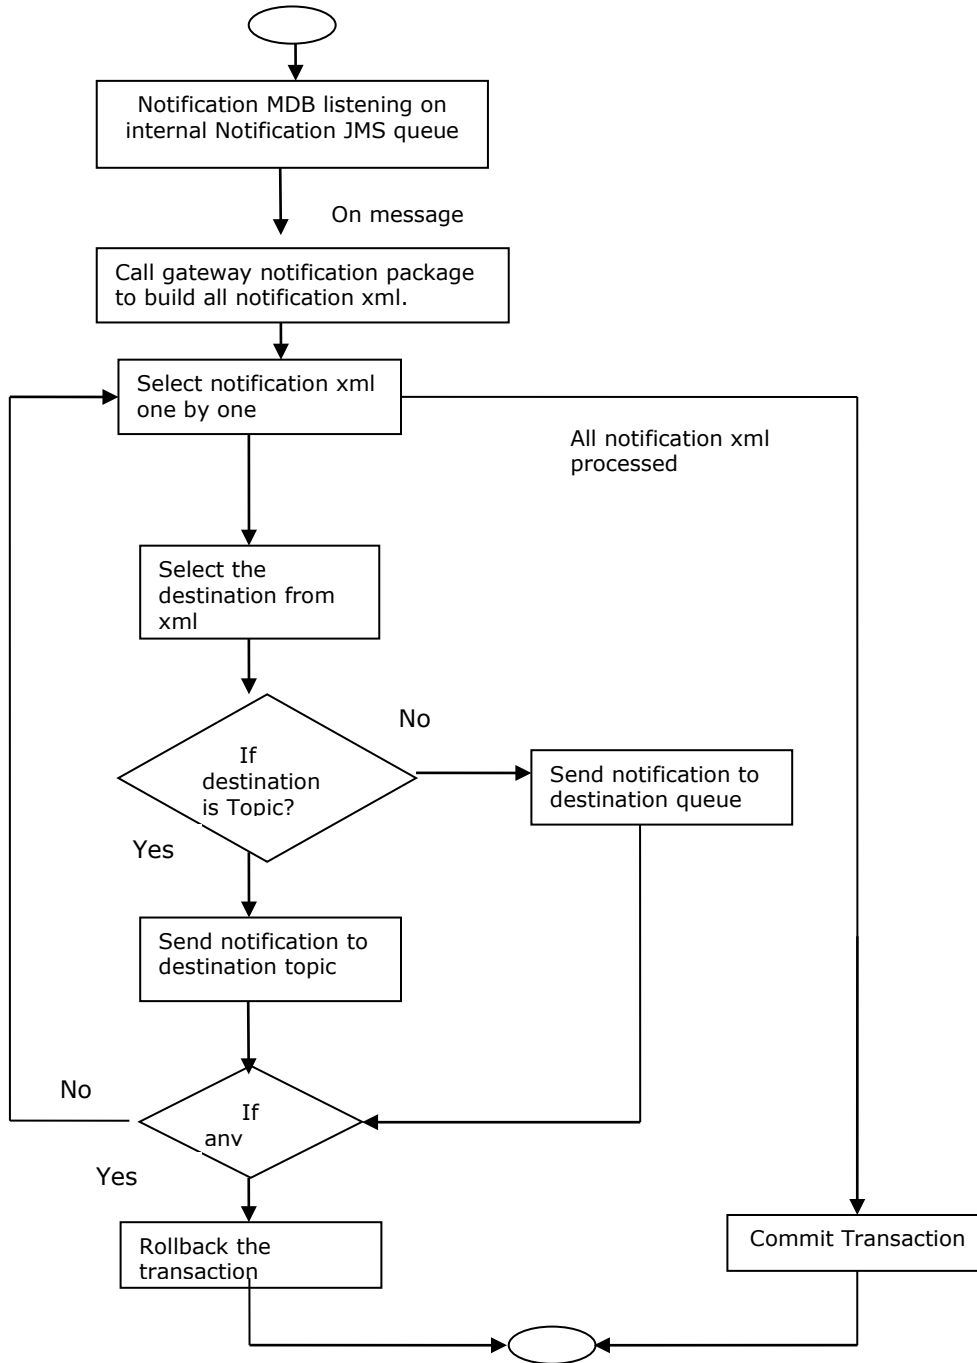 Notification MDB listening on
internal Notification JMS queue
On message
Call gateway notification package
to build all notification xml.
Select notification xml
one by one
All notification xml
processed
Select the
destination from
xml
No
If
destination
is Topic?
Send notification to
destination queue
Yes
Send notification to
destination topic
No
If
any
Yes
Rollback the
transaction
Commit Transaction